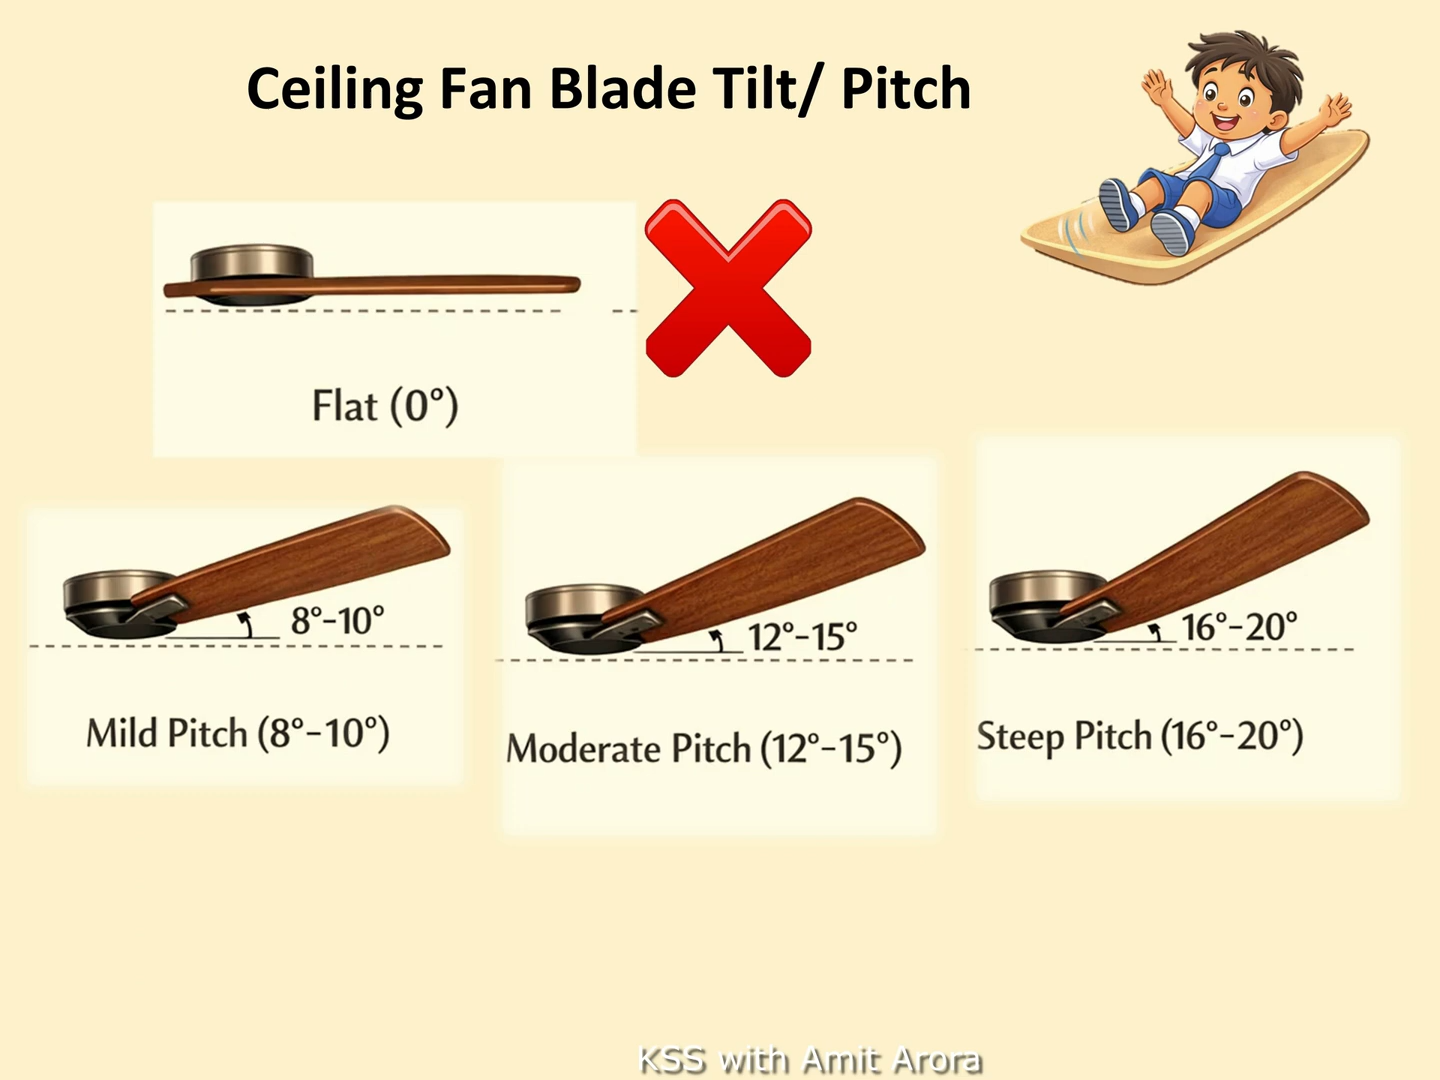 Ceiling Fan Blade Tilt/ Pitch
Flat (0°)
8°-10°
Mild Pitch (8°-10°)
12°-15°
Moderate Pitch (12°-15°)
16°-20°
Steep Pitch (16°-20°)
KSS with Amit Arora